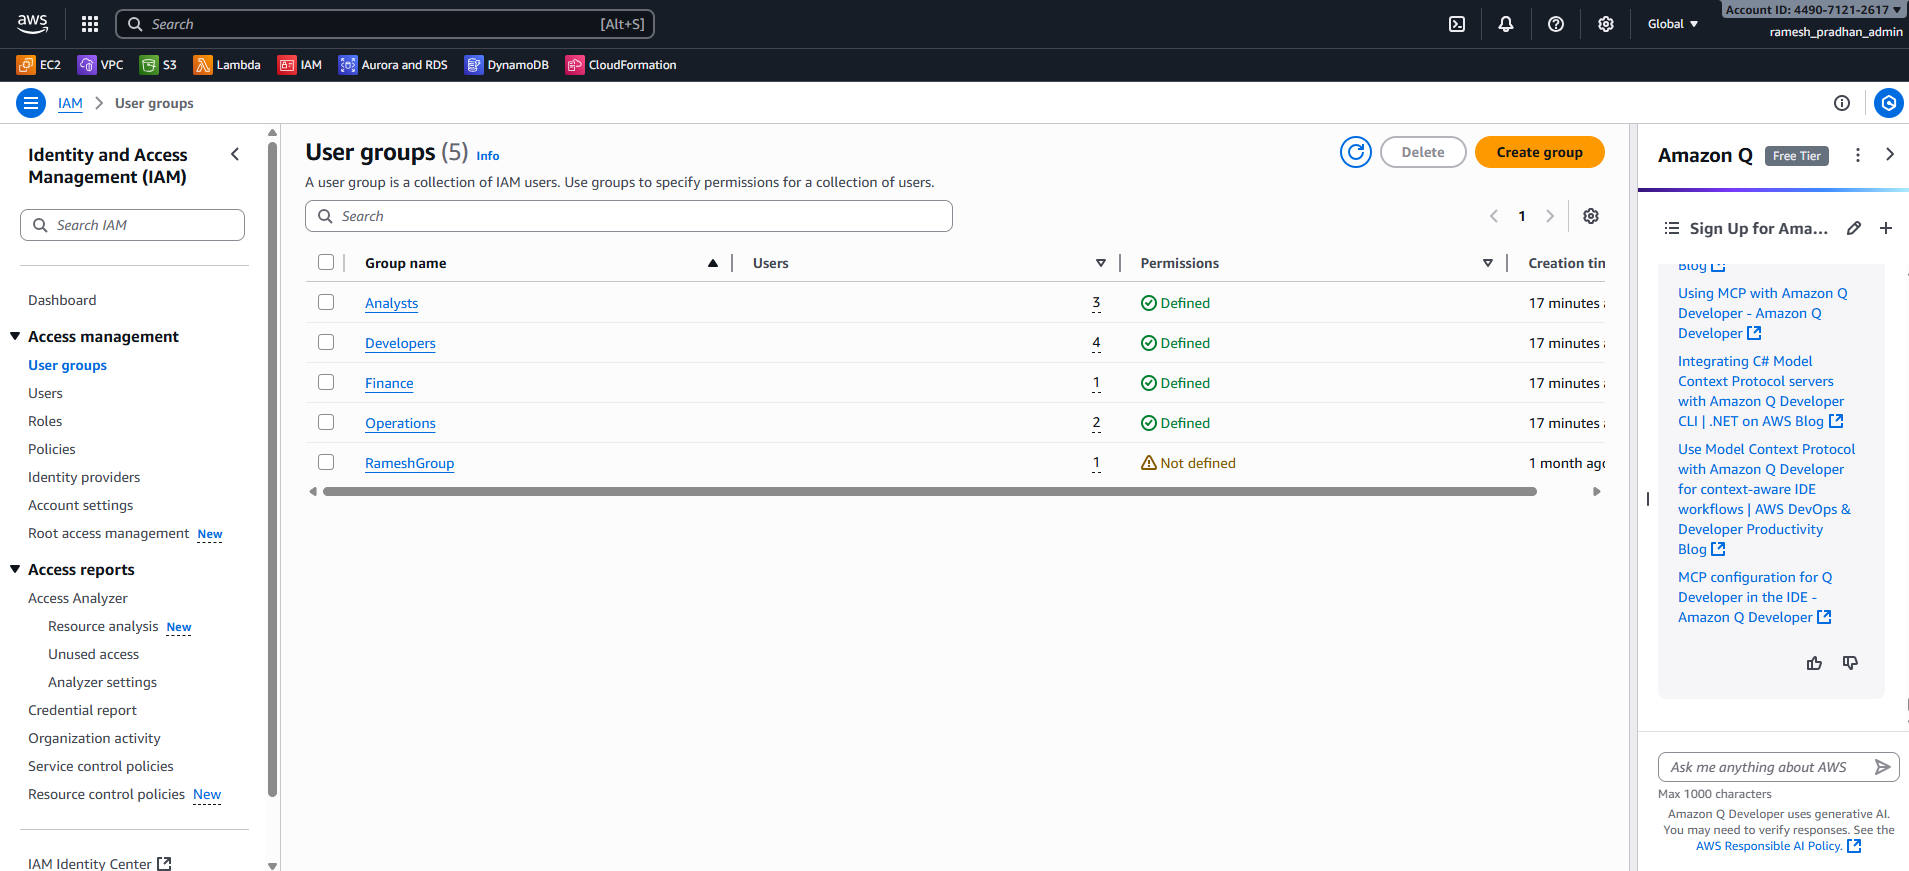 aws
Search [Alt+S]
Global
Account ID: 4490-7121-2617
ramesh_pradhan_admin
EC2 VPC S3 Lambda IAM Aurora and RDS DynamoDB CloudFormation
IAM > User groups
Identity and Access
Management (IAM)
Search IAM
Dashboard
Access management
User groups
Users
Roles
Policies
Identity providers
Account settings
Root access management New
Access reports
Access Analyzer
Resource analysis New
Unused access
Analyzer settings
Credential report
Organization activity
Service control policies
Resource control policies New
IAM Identity Center
User groups (5) Info
Delete
Create group
A user group is a collection of IAM users. Use groups to specify permissions for a collection of users.
Search
1
Group name Users Permissions Creation tin
Analysts 3 Defined 17 minutes a
Developers 4 Defined 17 minutes a
Finance 1 Defined 17 minutes a
Operations 2 Defined 17 minutes a
RameshGroup 1 Not defined 1 month ago
Amazon Q Free Tier
Sign Up for Ama...
Blog
Using MCP with Amazon Q
Developer - Amazon Q
Developer
Integrating C# Model
Context Protocol servers
with Amazon Q Developer
CLI | .NET on AWS Blog
Use Model Context Protocol
with Amazon Q Developer
for context-aware IDE
workflows | AWS DevOps &
Developer Productivity
Blog
MCP configuration for Q
Developer in the IDE -
Amazon Q Developer
Ask me anything about AWS
Max 1000 characters
Amazon Q Developer uses generative AI.
You may need to verify responses. See the
AWS Responsible AI Policy.